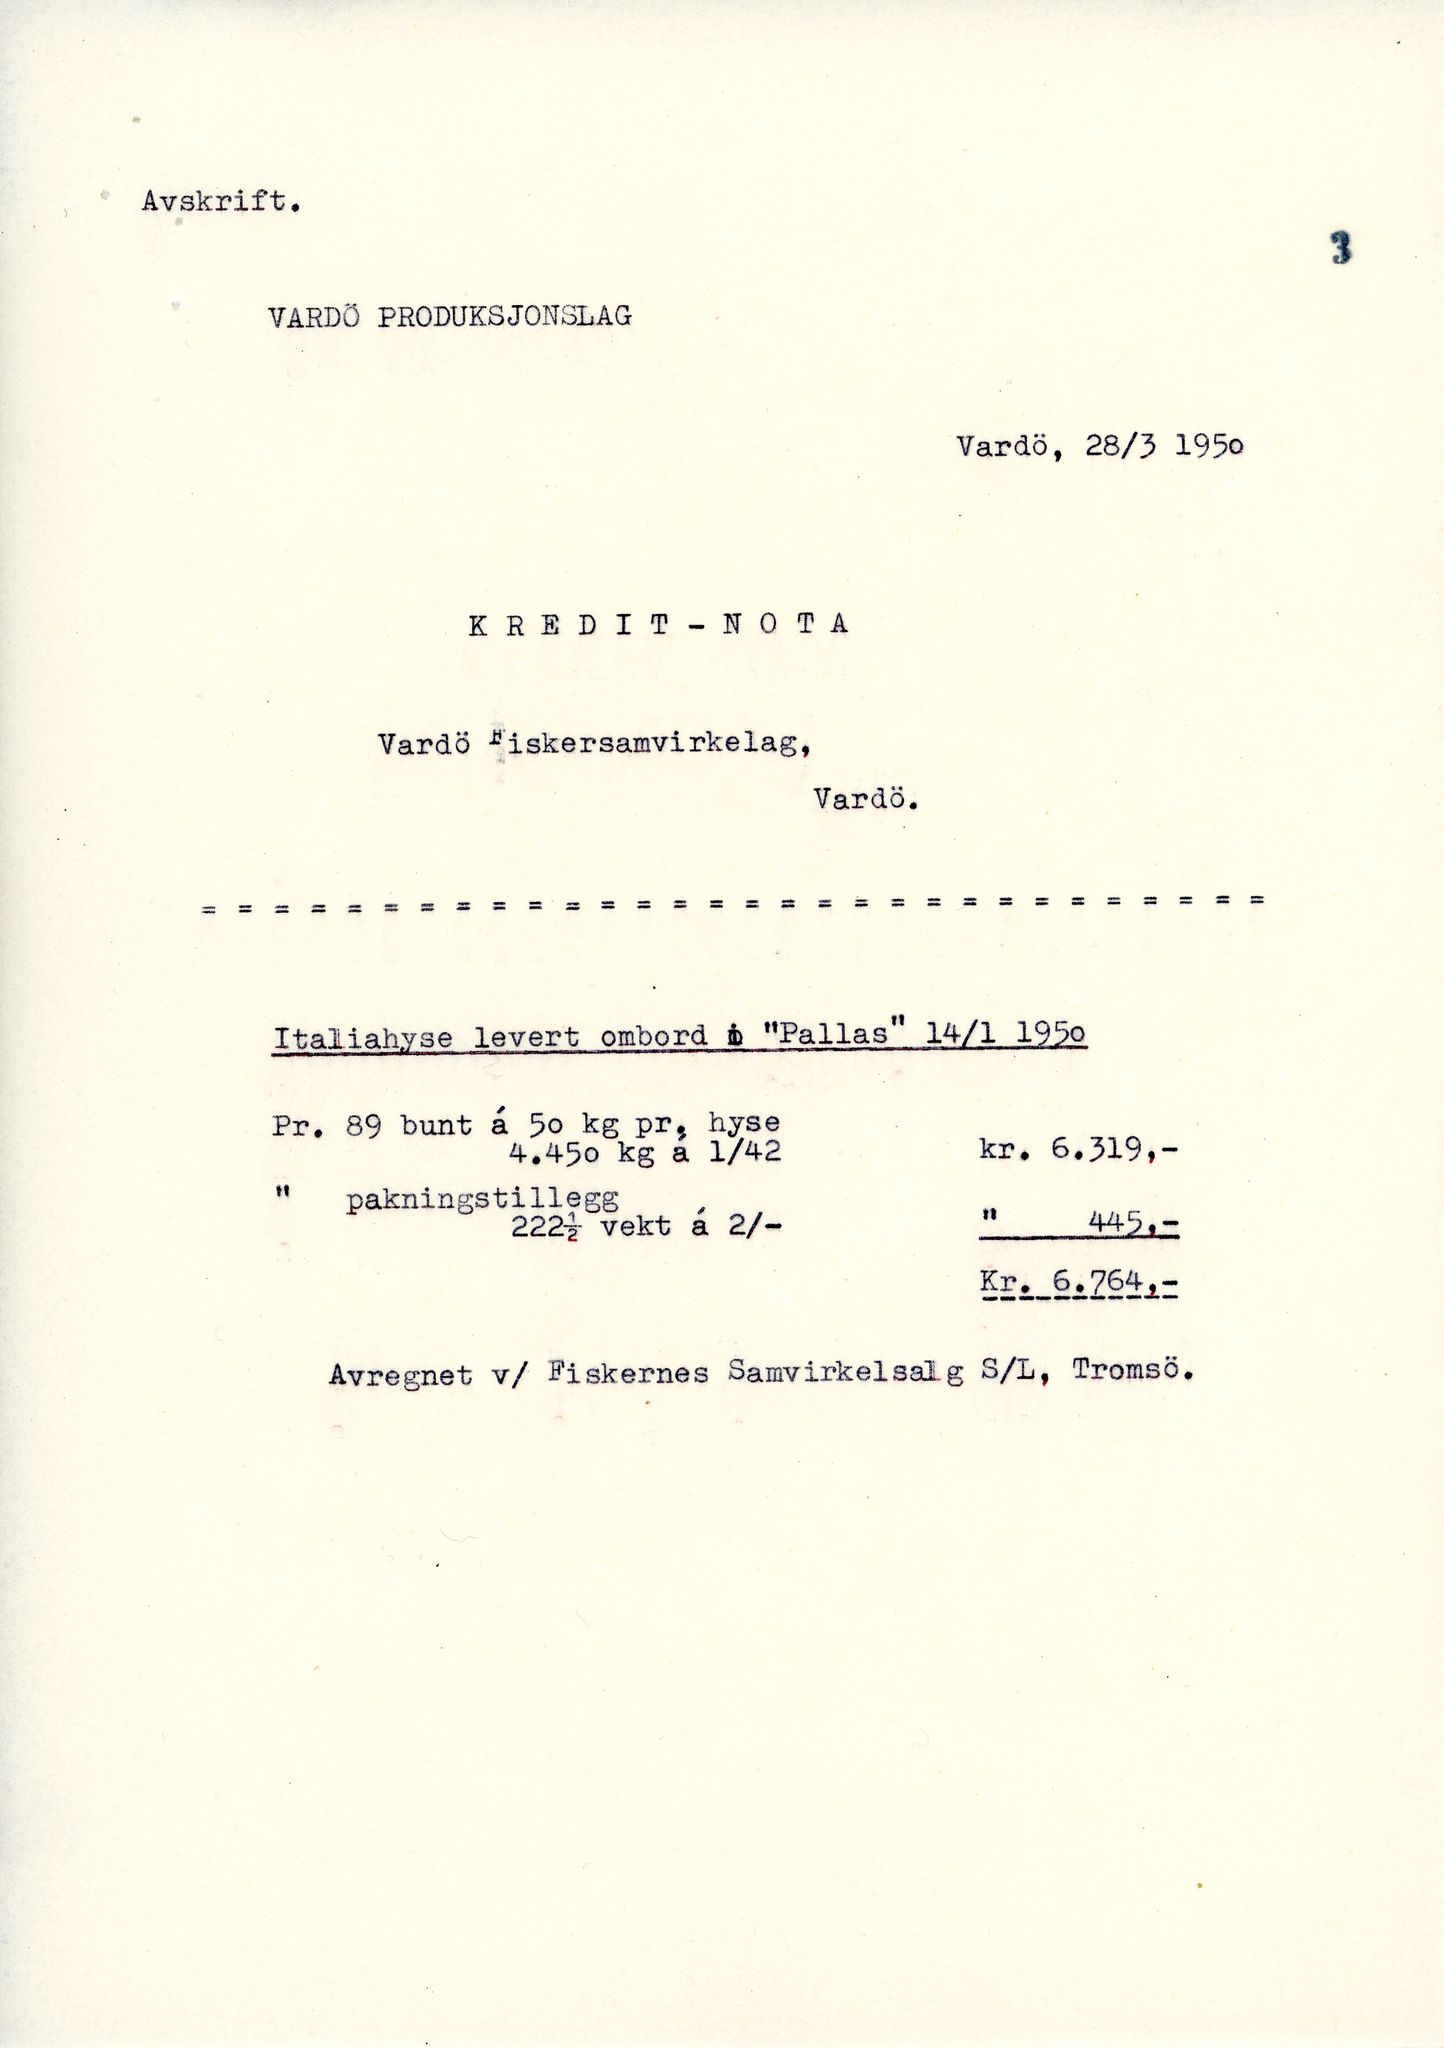 Avskrift.
3
VARDÖ PRODUKSJONSLAG
Vardö, 28/3 1950
K R E D I T - N O T A
Vardö Fiskersamvirkelag,
Vardö.
= = = = = = = = = = = = = = = = = = = = = = = = = = = = = =
Italiahyse levert ombord i "Pallas" 14/1 1950
Pr. 89 bunt á 50 kg pr. hyse
4.450 kg á 1/42 kr. 6.319,-
" pakningstillegg
222½ vekt á 2/- " 445,-
Kr. 6.764,-
Avregnet v/ Fiskernes Samvirkelsalg S/L, Tromsö.